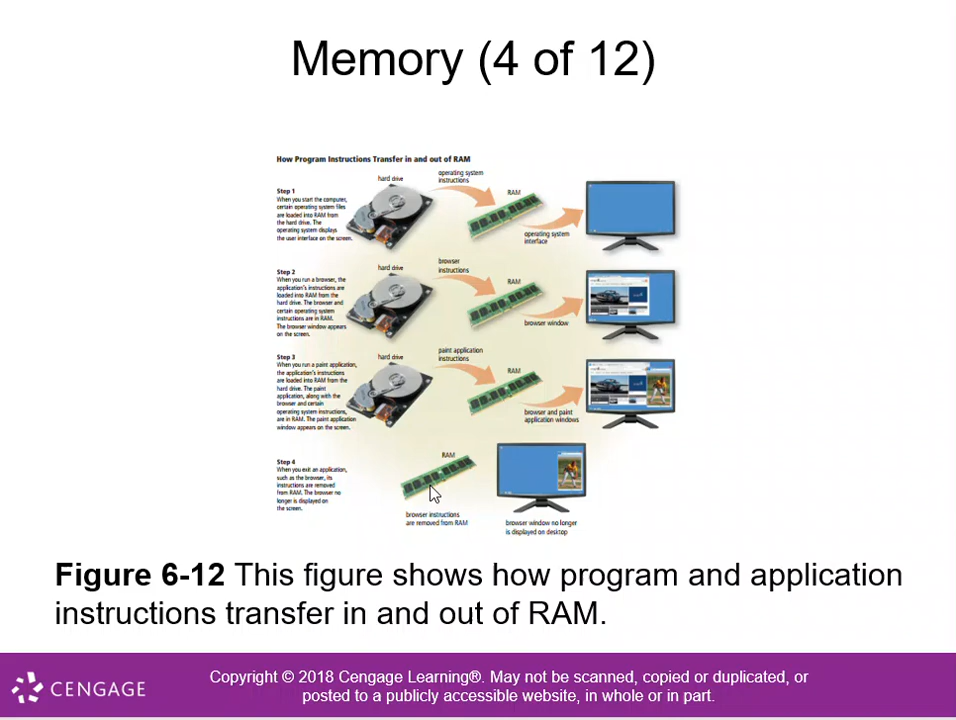 Memory (4 of 12)
How Program Instructions Transfer in and out of RAM
Step 1
When you start the computer,
certain operating system files
are loaded into RAM from
the hard drive. The
operating system displays
the user interface on the screen.
hard drive
operating system
instructions
RAM
operating system
interface
Step 2
When you run a browser, the
application's instructions are
loaded into RAM from the
hard drive. The browser and
certain operating system
instructions are in RAM.
The browser window appears
on the screen.
hard drive
browser
instructions
RAM
browser window
Step 3
When you run a paint application,
the application's instructions
are loaded into RAM from the
hard drive. The paint
application, along with the
browser and certain
operating system instructions,
are in RAM. The paint application
window appears on the screen.
hard drive
paint application
instructions
RAM
browser and paint
application windows
Step 4
When you exit an application,
such as the browser, its
instructions are removed
from RAM. The browser no
longer is displayed on
the screen.
RAM
browser instructions
are removed from RAM
browser window no longer
is displayed on desktop
Figure 6-12 This figure shows how program and application
instructions transfer in and out of RAM.
CENGAGE
Copyright © 2018 Cengage Learning®. May not be scanned, copied or duplicated, or
posted to a publicly accessible website, in whole or in part.